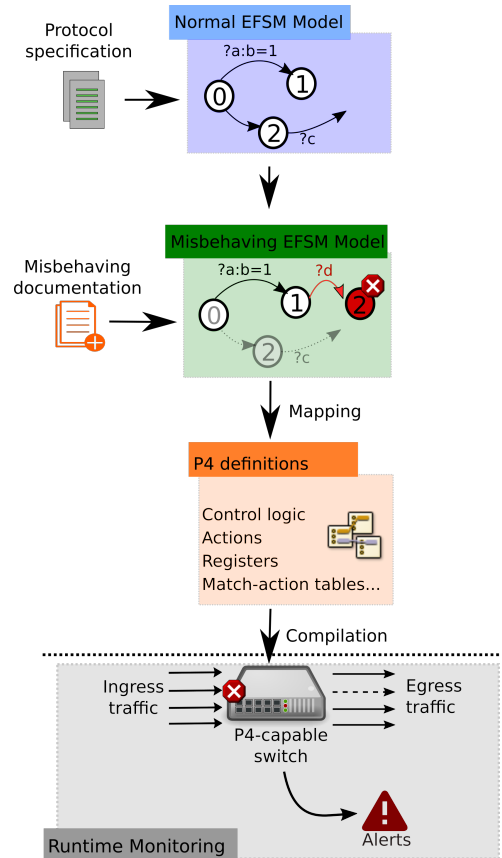 Normal EFSM Model
Protocol
specification
?a:b=1
0
1
2
?c
Misbehaving EFSM Model
Misbehaving
documentation
?a:b=1
?d
0
1
2
2
?c
Mapping
P4 definitions
Control logic
Actions
Registers
Match-action tables...
Compilation
Ingress
traffic
Egress
traffic
P4-capable
switch
Alerts
Runtime Monitoring